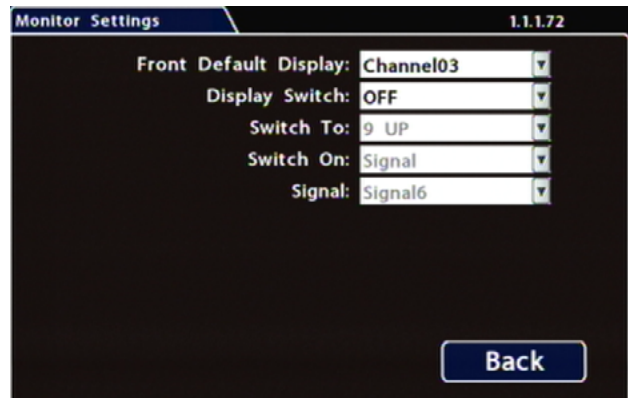 Monitor Settings 1.1.1.72
Front Default Display: Channel03
Display Switch: OFF
Switch To: 9 UP
Switch On: Signal
Signal: Signal6
Back